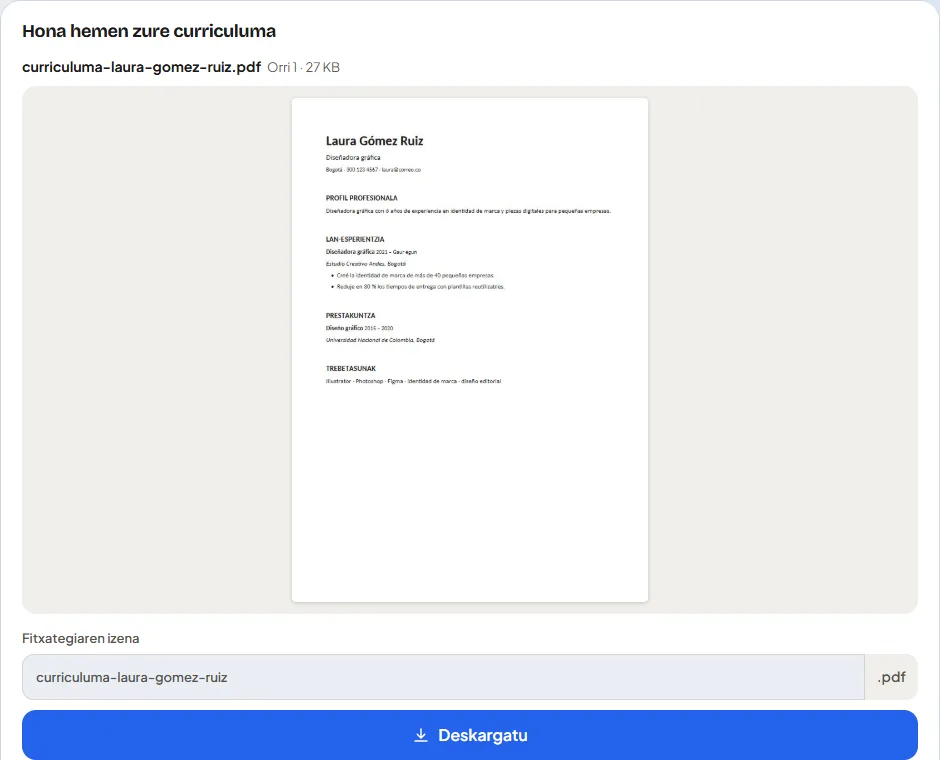 Hona hemen zure curriculuma
curriculuma-laura-gomez-ruiz.pdf Orri 1 · 27 KB
Laura Gómez Ruiz
Diseñadora gráfica
Bogotá · 300 123 4567 · laura@correo.co
PROFIL PROFESIONALA
Diseñadora gráfica con 6 años de experiencia en identidad de marca y piezas digitales para pequeñas empresas.
LAN-ESPERIENTZIA
Diseñadora gráfica 2021 – Gaur egun
Estudio Creativo Andes, Bogotá
• Creé la identidad de marca de más de 40 pequeñas empresas.
• Reduje en 30 % los tiempos de entrega con plantillas reutilizables.
PRESTAKUNTZA
Diseño gráfico 2016 – 2020
Universidad Nacional de Colombia, Bogotá
TREBETASUNAK
Illustrator · Photoshop · Figma · Identidad de marca · diseño editorial
Fitxategiaren izena
curriculuma-laura-gomez-ruiz .pdf
Deskargatu